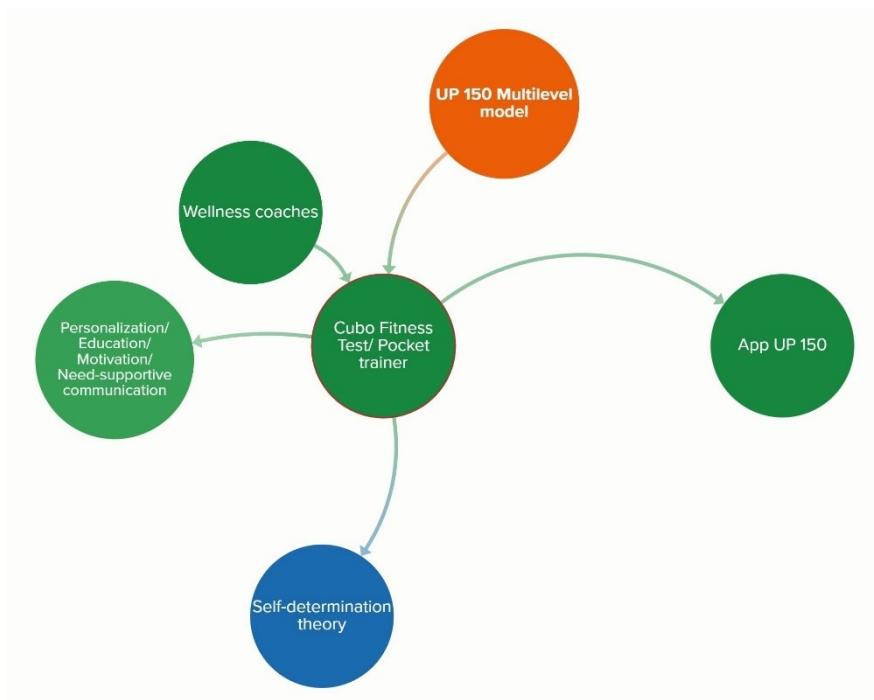 UP 150 Multilevel
model
Wellness coaches
Personalization/
Education/
Motivation/
Need-supportive
communication
Cubo Fitness
Test/ Pocket
trainer
App UP 150
Self-determination
theory